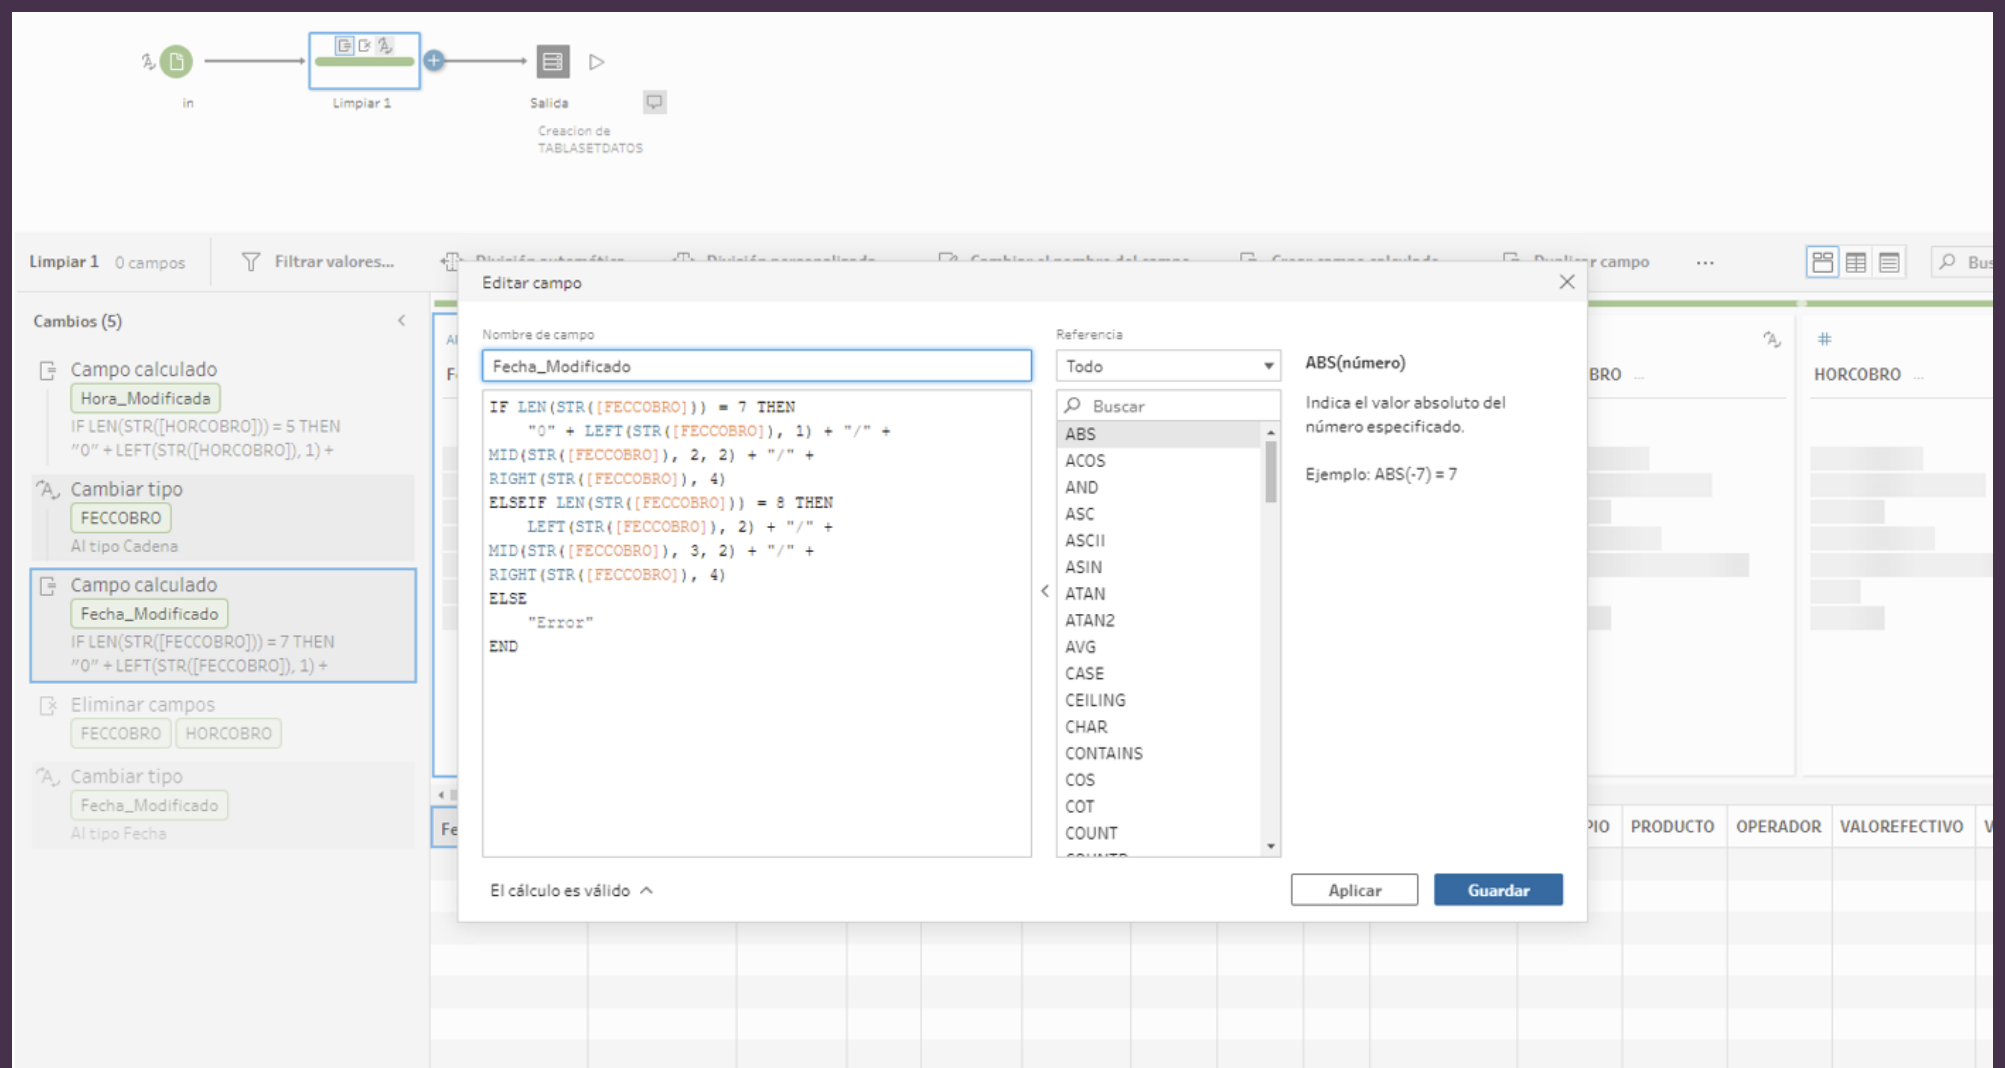 in
Limpiar 1
Salida
Creacion de
TABLASETDATOS
Limpiar 1 0 campos
Filtrar valores...
campo
...
Cambios (5)
Campo calculado
Hora_Modificada
IF LEN(STR([HORCOBRO])) = 5 THEN
"0" + LEFT(STR([HORCOBRO]), 1) +
Cambiar tipo
FECCOBRO
Al tipo Cadena
Campo calculado
Fecha_Modificado
IF LEN(STR([FECCOBRO])) = 7 THEN
"0" + LEFT(STR([FECCOBRO]), 1) +
Eliminar campos
FECCOBRO HORCOBRO
Cambiar tipo
Fecha_Modificado
Al tipo Fecha
Editar campo
Nombre de campo
Fecha_Modificado
IF LEN(STR([FECCOBRO])) = 7 THEN
"0" + LEFT(STR([FECCOBRO]), 1) + "/" +
MID(STR([FECCOBRO]), 2, 2) + "/" +
RIGHT(STR([FECCOBRO]), 4)
ELSEIF LEN(STR([FECCOBRO])) = 8 THEN
LEFT(STR([FECCOBRO]), 2) + "/" +
MID(STR([FECCOBRO]), 3, 2) + "/" +
RIGHT(STR([FECCOBRO]), 4)
ELSE
"Error"
END
El cálculo es válido
Referencia
Todo
Buscar
ABS
ACOS
AND
ASC
ASCII
ASIN
ATAN
ATAN2
AVG
CASE
CEILING
CHAR
CONTAINS
COS
COT
COUNT
ABS(número)
Indica el valor absoluto del
número especificado.
Ejemplo: ABS(-7) = 7
Aplicar
Guardar
BRO ...
#
HORCOBRO ...
PIO PRODUCTO OPERADOR VALOREFECTIVO